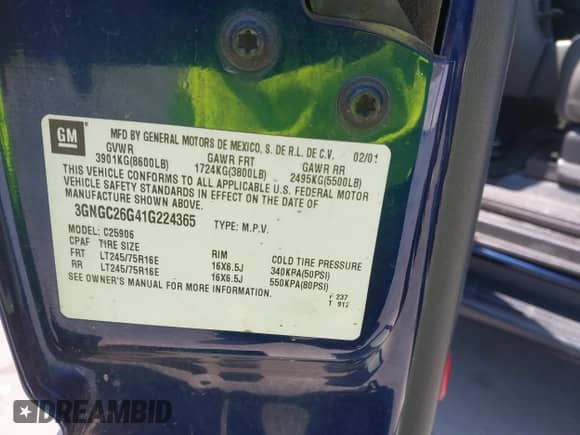 GM
MFD BY GENERAL MOTORS DE MEXICO, S. DE R.L. DE C.V. 02/01
GVWR GAWR FRT GAWR RR
3901KG(8600LB) 1724KG(3800LB) 2495KG(5500LB)
THIS VEHICLE CONFORMS TO ALL APPLICABLE U.S. FEDERAL MOTOR
VEHICLE SAFETY STANDARDS IN EFFECT ON THE DATE OF
MANUFACTURE SHOWN ABOVE.
3GNGC26G41G224365 TYPE: M.P.V.
MODEL: C25906
CPAF TIRE SIZE RIM COLD TIRE PRESSURE
FRT LT245/75R16E 16X6.5J 340KPA(50PSI)
RR LT245/75R16E 16X6.5J 550KPA(80PSI)
SEE OWNER'S MANUAL FOR MORE INFORMATION.
F 237
T 912
DREAMBID